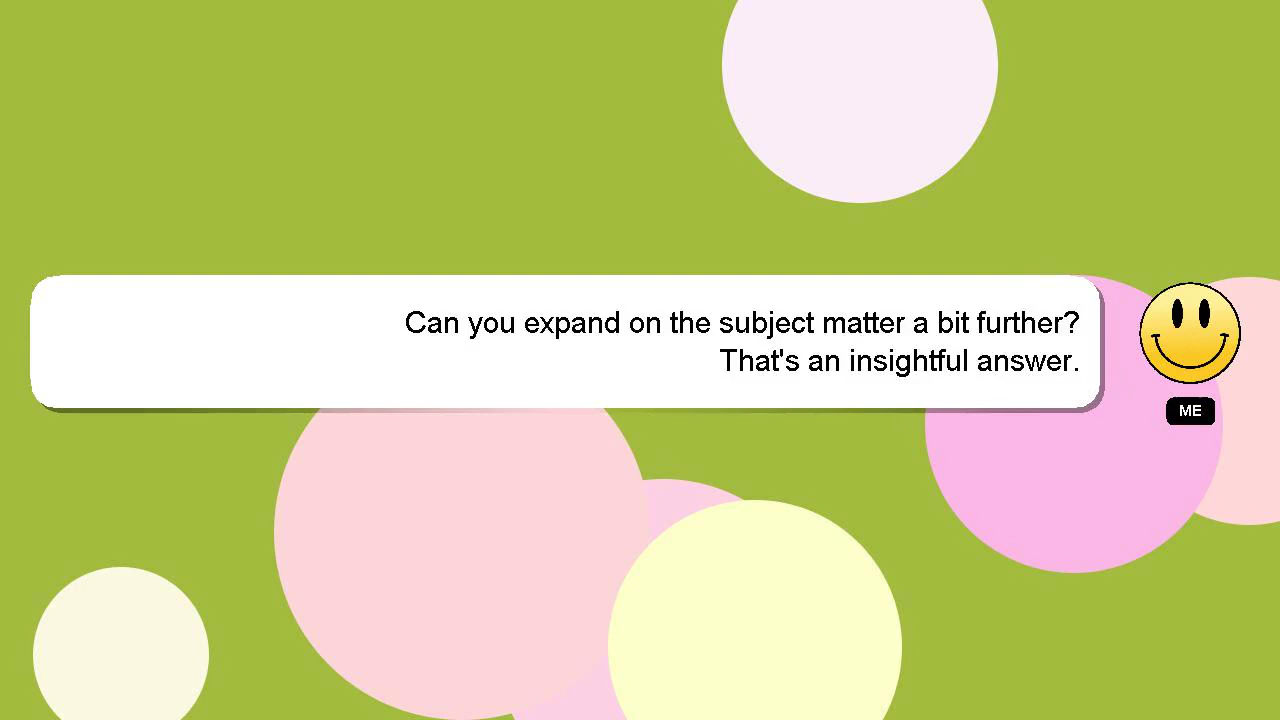 Can you expand on the subject matter a bit further?
That's an insightful answer.
ME